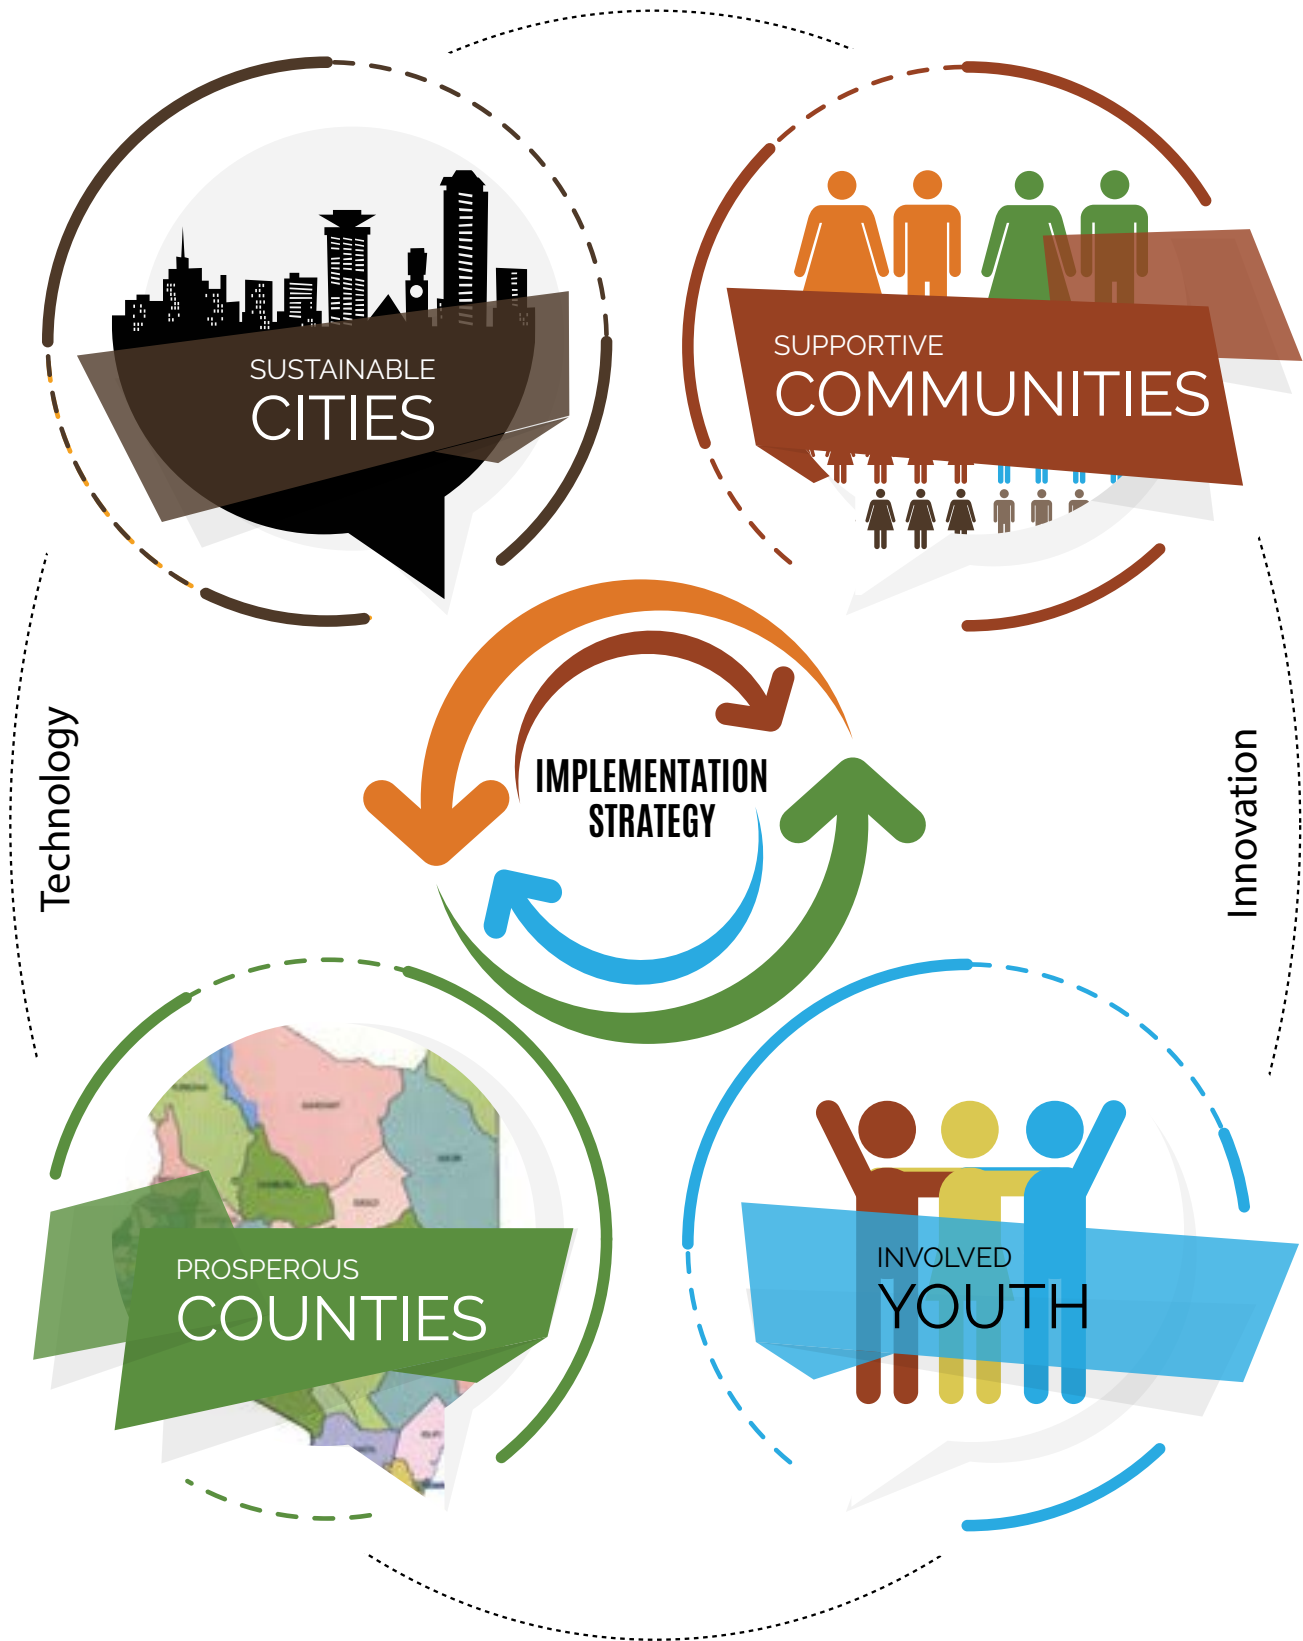 SUSTAINABLE
CITIES
SUPPORTIVE
COMMUNITIES
Technology
IMPLEMENTATION
STRATEGY
Innovation
PROSPEROUS
COUNTIES
INVOLVED
YOUTH